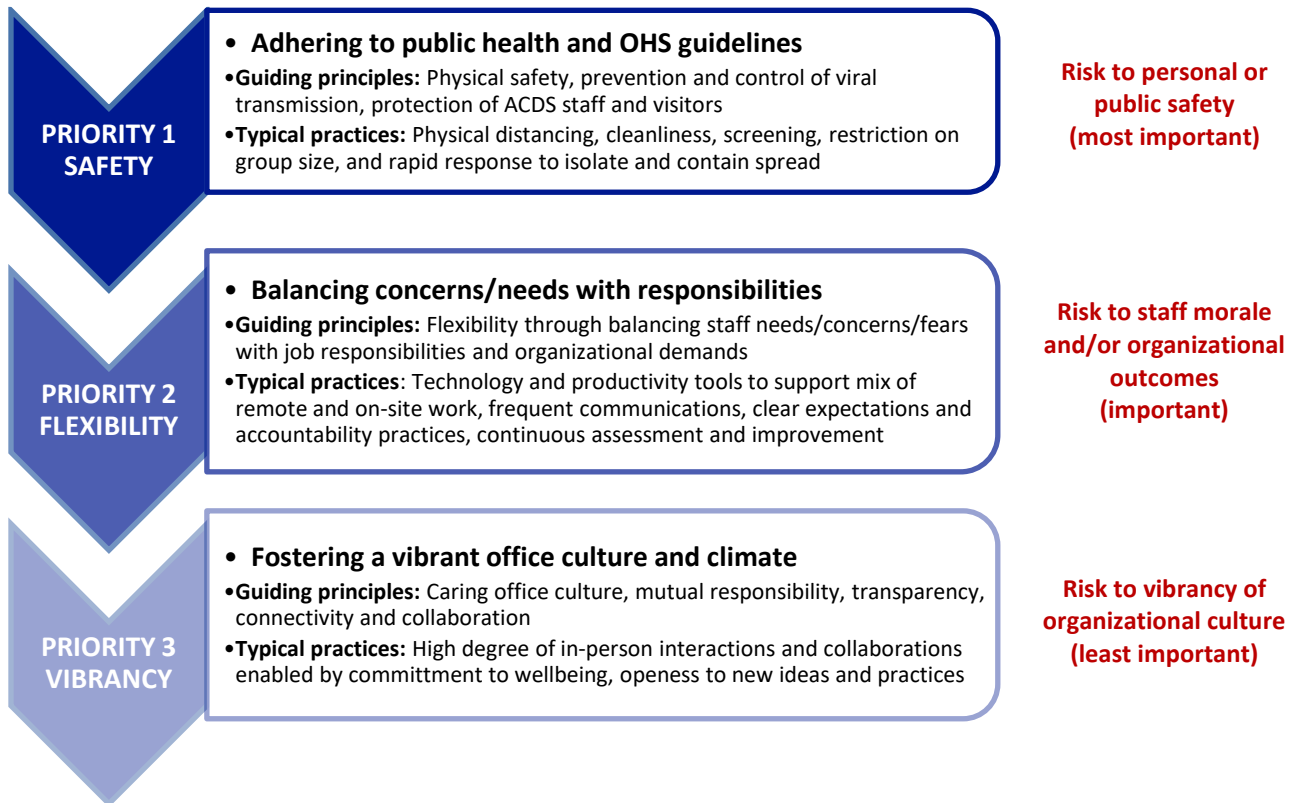 PRIORITY 1
SAFETY
• Adhering to public health and OHS guidelines
•Guiding principles: Physical safety, prevention and control of viral
transmission, protection of ACDS staff and visitors
•Typical practices: Physical distancing, cleanliness, screening, restriction on
group size, and rapid response to isolate and contain spread
Risk to personal or
public safety
(most important)
PRIORITY 2
FLEXIBILITY
• Balancing concerns/needs with responsibilities
•Guiding principles: Flexibility through balancing staff needs/concerns/fears
with job responsibilities and organizational demands
•Typical practices: Technology and productivity tools to support mix of
remote and on-site work, frequent communications, clear expectations and
accountability practices, continuous assessment and improvement
Risk to staff morale
and/or organizational
outcomes
(important)
PRIORITY 3
VIBRANCY
• Fostering a vibrant office culture and climate
•Guiding principles: Caring office culture, mutual responsibility, transparency,
connectivity and collaboration
•Typical practices: High degree of in-person interactions and collaborations
enabled by committment to wellbeing, openess to new ideas and practices
Risk to vibrancy of
organizational culture
(least important)